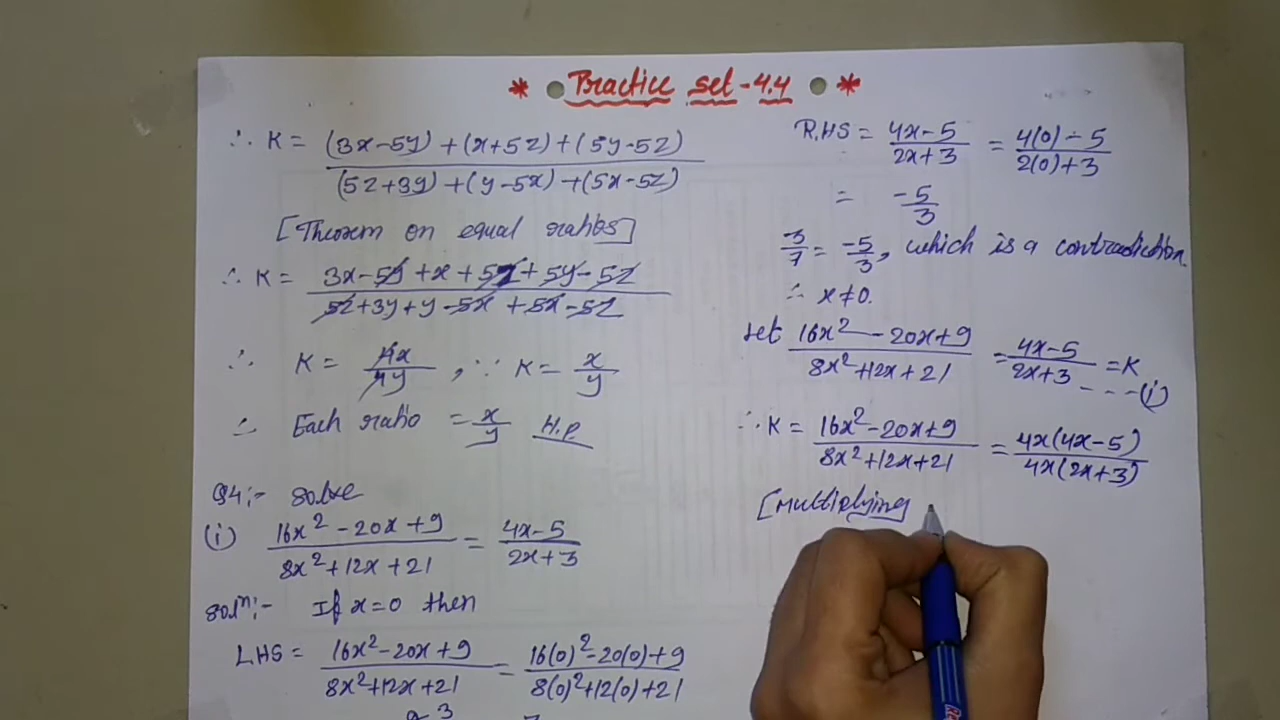 * • Practice set - 4.4 • *
∴ K = (3x-5y) + (x+5z) + (5y-5z) / (5z+3y) + (y-5x) + (5x-5z)
[Theorem on equal ratios]
∴ K = 3x-5y + x + 5z + 5y - 5z / 5z + 3y + y - 5x + 5x - 5z
∴ K = 4x / 4y , ∵ K = x / y
∴ Each ratio = x / y H.P.
Q4:- Solve
(i) 16x² - 20x + 9 / 8x² + 12x + 21 = 4x - 5 / 2x + 3
Solⁿ:- If x = 0 then
LHS = 16x² - 20x + 9 / 8x² + 12x + 21 = 16(0)² - 20(0) + 9 / 8(0)² + 12(0) + 21
3
RHS = 4x - 5 / 2x + 3 = 4(0) - 5 / 2(0) + 3
= -5 / 3
3 / 7 = -5 / 3, which is a contradiction.
∴ x ≠ 0.
Let 16x² - 20x + 9 / 8x² + 12x + 21 = 4x - 5 / 2x + 3 = K
- - - (i)
∴ K = 16x² - 20x + 9 / 8x² + 12x + 21 = 4x(4x - 5) / 4x(2x + 3)
[Multiplying